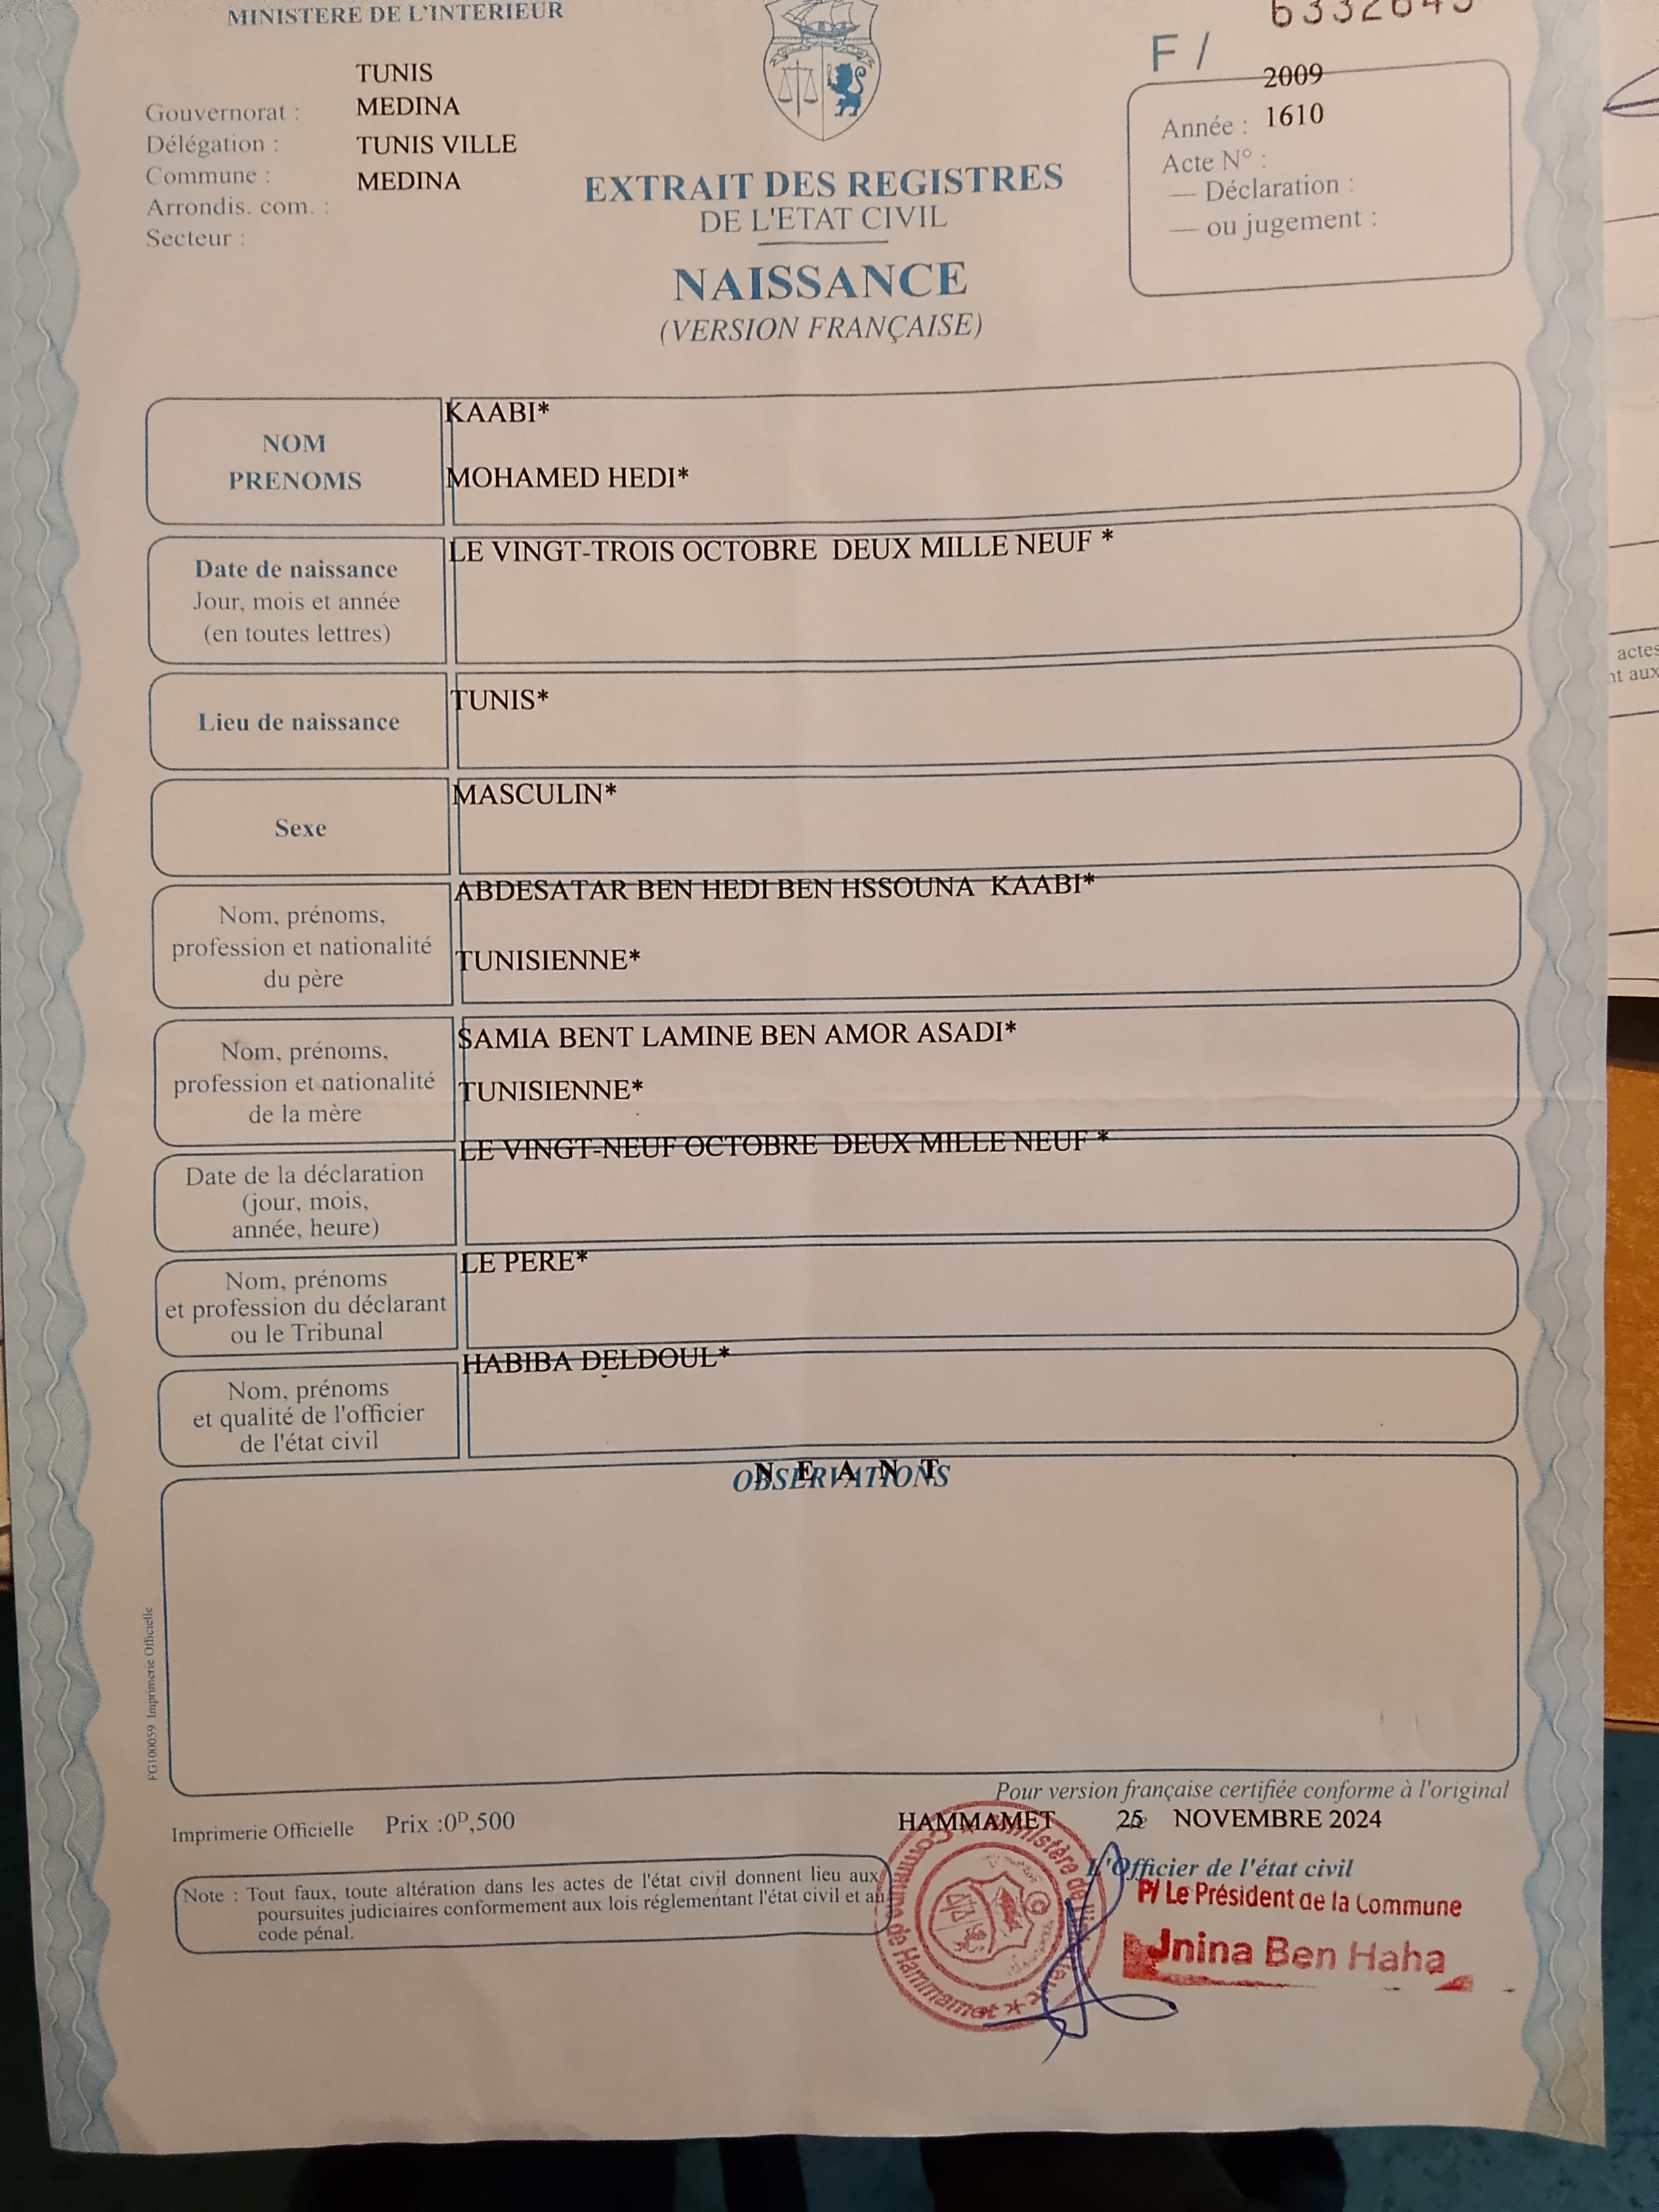 MINISTERE DE L'INTERIEUR
F /
TUNIS
Gouvernorat : MEDINA
Délégation : TUNIS VILLE
Commune : MEDINA
Arrondis. com. :
Secteur :
2009
Année : 1610
Acte N° :
— Déclaration :
— ou jugement :
EXTRAIT DES REGISTRES
DE L'ETAT CIVIL
NAISSANCE
(VERSION FRANÇAISE)
NOM
PRENOMS
KAABI*
MOHAMED HEDI*
Date de naissance
Jour, mois et année
(en toutes lettres)
LE VINGT-TROIS OCTOBRE DEUX MILLE NEUF *
Lieu de naissance
TUNIS*
Sexe
MASCULIN*
Nom, prénoms,
profession et nationalité
du père
ABDESATAR BEN HEDI BEN HSSOUNA KAABI*
TUNISIENNE*
Nom, prénoms,
profession et nationalité
de la mère
SAMIA BENT LAMINE BEN AMOR ASADI*
TUNISIENNE*
Date de la déclaration
(jour, mois,
année, heure)
LE VINGT-NEUF OCTOBRE DEUX MILLE NEUF *
Nom, prénoms
et profession du déclarant
ou le Tribunal
LE PERE*
Nom, prénoms
et qualité de l'officier
de l'état civil
HABIBA DELDOUL*
OBSERVATIONS
N E A N T
FG100059 Imprimerie Officielle
Pour version française certifiée conforme à l'original
Imprimerie Officielle Prix :0ᴰ,500
HAMMAMET NOVEMBRE 2024
L'Officier de l'état civil
P/ Le Président de la Commune
Jnina Ben Haha
Note : Tout faux, toute altération dans les actes de l'état civil donnent lieu aux
poursuites judiciaires conformement aux lois réglementant l'état civil et au
code pénal.
Commune de Hammamet
actes
nt aux